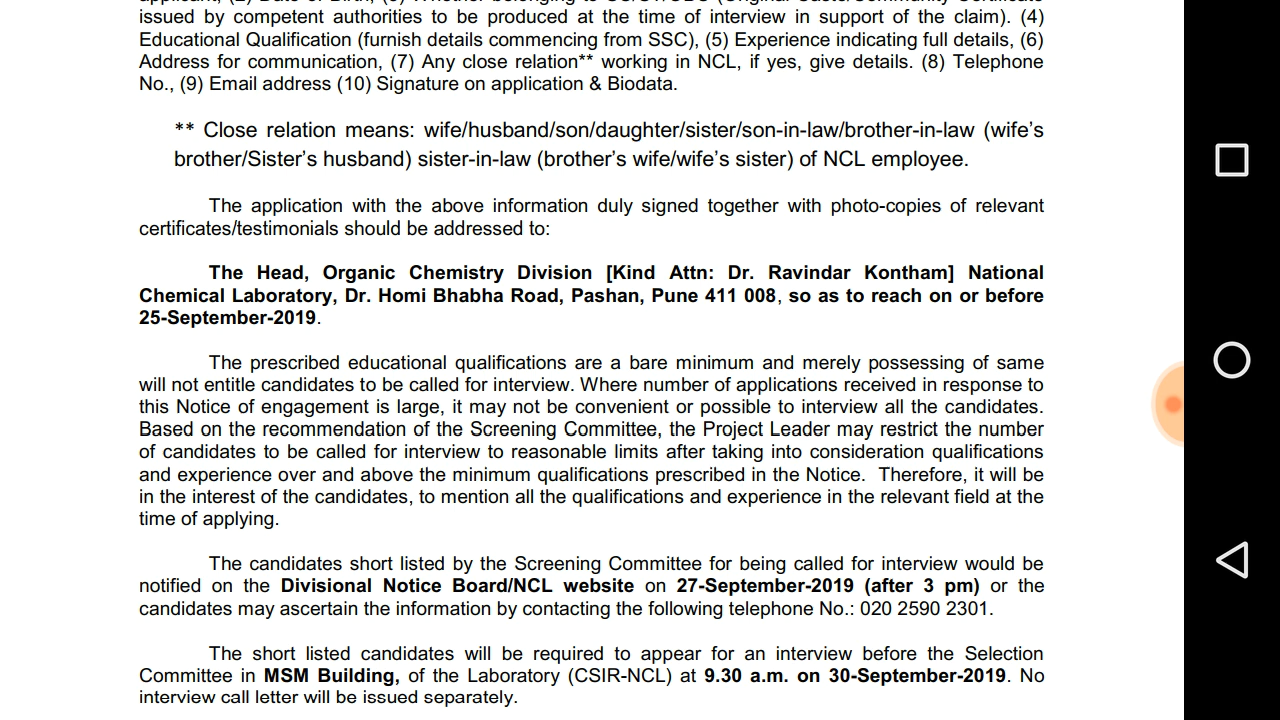 issued by competent authorities to be produced at the time of interview in support of the claim). (4)
Educational Qualification (furnish details commencing from SSC), (5) Experience indicating full details, (6)
Address for communication, (7) Any close relation** working in NCL, if yes, give details. (8) Telephone
No., (9) Email address (10) Signature on application & Biodata.
** Close relation means: wife/husband/son/daughter/sister/son-in-law/brother-in-law (wife’s
brother/Sister’s husband) sister-in-law (brother’s wife/wife’s sister) of NCL employee.
The application with the above information duly signed together with photo-copies of relevant
certificates/testimonials should be addressed to:
The Head, Organic Chemistry Division [Kind Attn: Dr. Ravindar Kontham] National
Chemical Laboratory, Dr. Homi Bhabha Road, Pashan, Pune 411 008, so as to reach on or before
25-September-2019.
The prescribed educational qualifications are a bare minimum and merely possessing of same
will not entitle candidates to be called for interview. Where number of applications received in response to
this Notice of engagement is large, it may not be convenient or possible to interview all the candidates.
Based on the recommendation of the Screening Committee, the Project Leader may restrict the number
of candidates to be called for interview to reasonable limits after taking into consideration qualifications
and experience over and above the minimum qualifications prescribed in the Notice. Therefore, it will be
in the interest of the candidates, to mention all the qualifications and experience in the relevant field at the
time of applying.
The candidates short listed by the Screening Committee for being called for interview would be
notified on the Divisional Notice Board/NCL website on 27-September-2019 (after 3 pm) or the
candidates may ascertain the information by contacting the following telephone No.: 020 2590 2301.
The short listed candidates will be required to appear for an interview before the Selection
Committee in MSM Building, of the Laboratory (CSIR-NCL) at 9.30 a.m. on 30-September-2019. No
interview call letter will be issued separately.